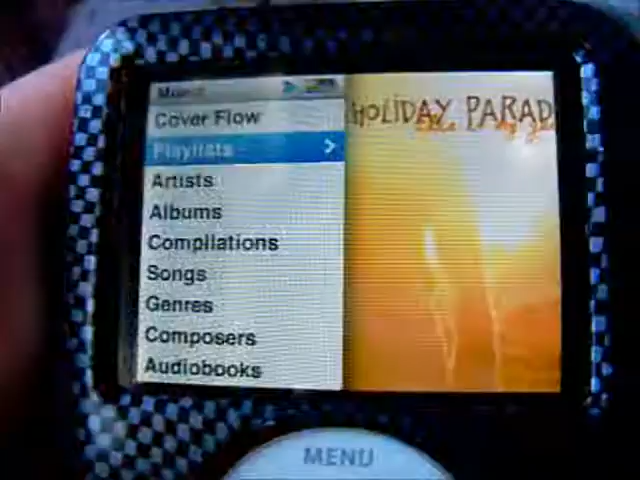 Music
Cover Flow
Playlists
Artists
Albums
Compilations
Songs
Genres
Composers
Audiobooks
HOLIDAY PARAD
MENU